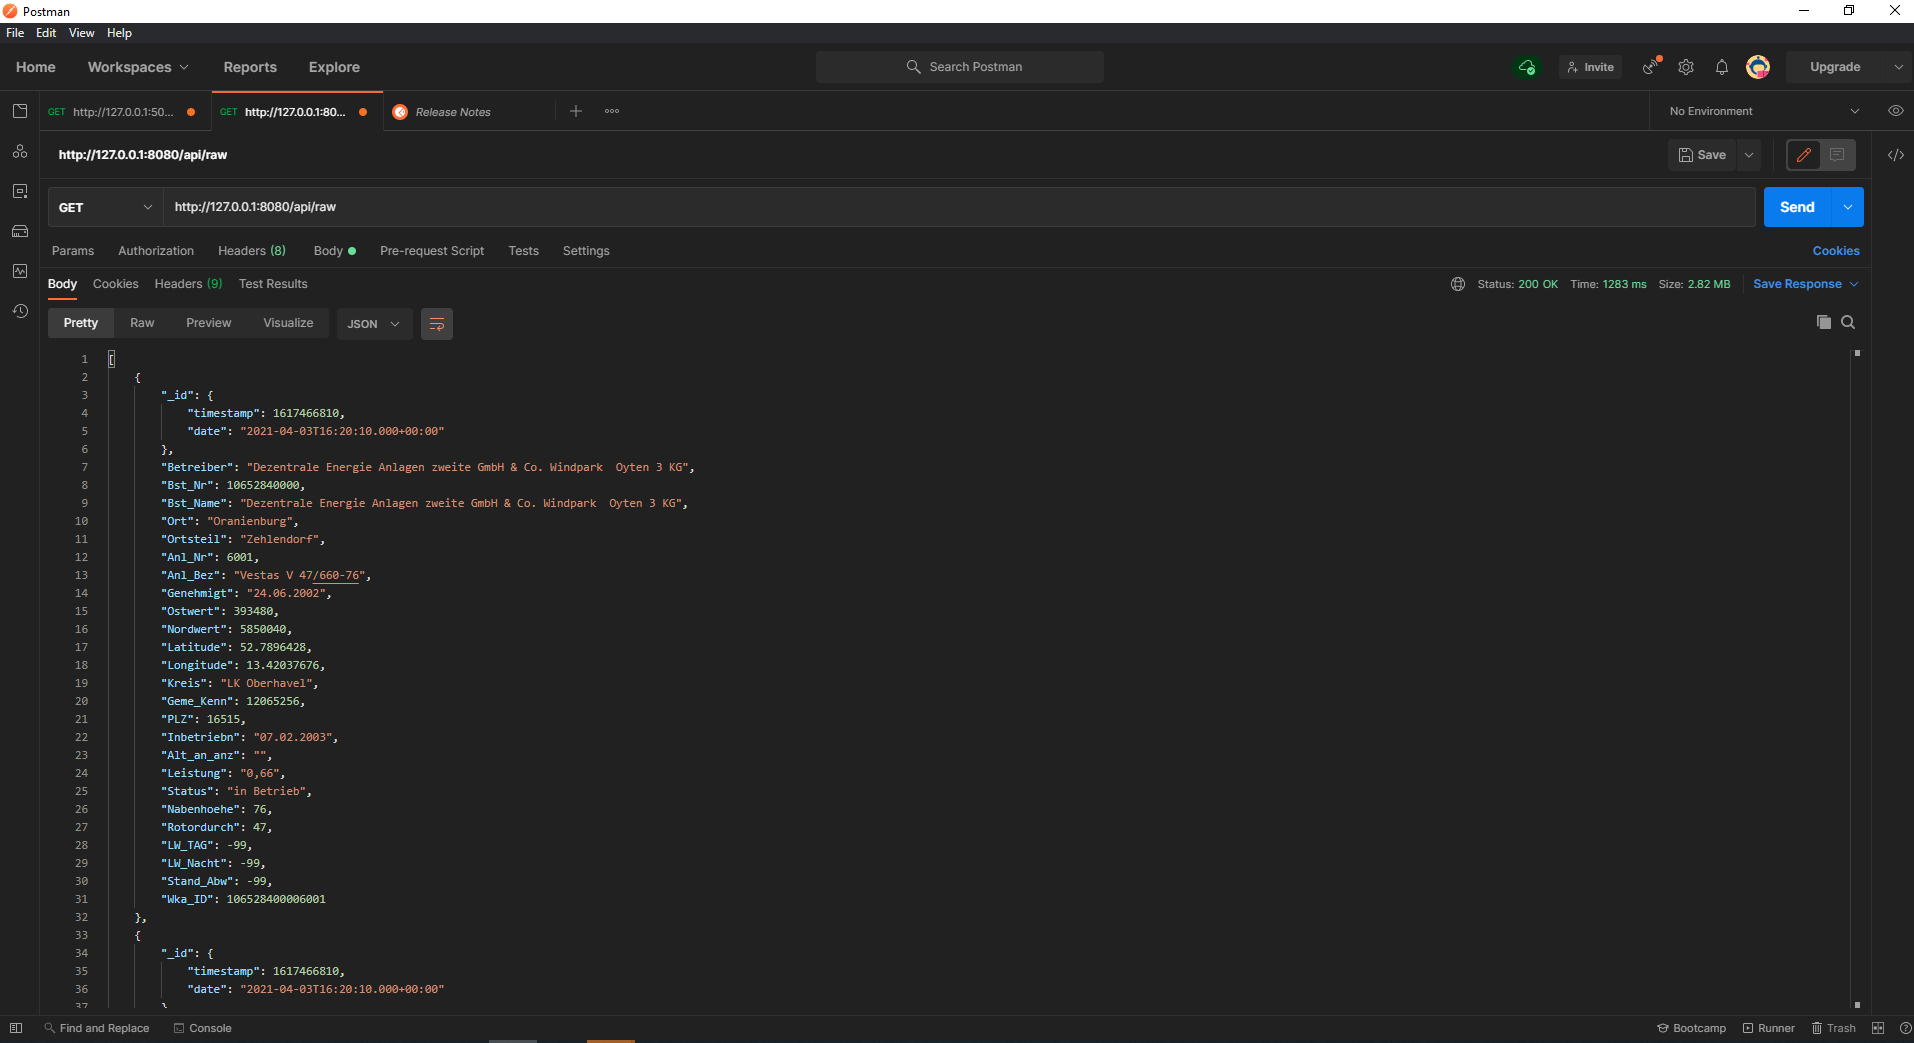 Postman
File Edit View Help
Home Workspaces Reports Explore Search Postman Invite Upgrade
GET http://127.0.0.1:50... GET http://127.0.0.1:80... Release Notes No Environment
http://127.0.0.1:8080/api/raw Save
GET http://127.0.0.1:8080/api/raw Send
Params Authorization Headers (8) Body Pre-request Script Tests Settings Cookies
Body Cookies Headers (9) Test Results Status: 200 OK Time: 1283 ms Size: 2.82 MB Save Response
Pretty Raw Preview Visualize JSON
1 [
2 {
3 "_id": {
4 "timestamp": 1617466810,
5 "date": "2021-04-03T16:20:10.000+00:00"
6 },
7 "Betreiber": "Dezentrale Energie Anlagen zweite GmbH & Co. Windpark  Oyten 3 KG",
8 "Bst_Nr": 10652840000,
9 "Bst_Name": "Dezentrale Energie Anlagen zweite GmbH & Co. Windpark  Oyten 3 KG",
10 "Ort": "Oranienburg",
11 "Ortsteil": "Zehlendorf",
12 "Anl_Nr": 6001,
13 "Anl_Bez": "Vestas V 47/660-76",
14 "Genehmigt": "24.06.2002",
15 "Ostwert": 393480,
16 "Nordwert": 5850040,
17 "Latitude": 52.7896428,
18 "Longitude": 13.42037676,
19 "Kreis": "LK Oberhavel",
20 "Geme_Kenn": 12065256,
21 "PLZ": 16515,
22 "Inbetriebn": "07.02.2003",
23 "Alt_an_anz": "",
24 "Leistung": "0,66",
25 "Status": "in Betrieb",
26 "Nabenhoehe": 76,
27 "Rotordurch": 47,
28 "LW_TAG": -99,
29 "LW_Nacht": -99,
30 "Stand_Abw": -99,
31 "Wka_ID": 106528400006001
32 },
33 {
34 "_id": {
35 "timestamp": 1617466810,
36 "date": "2021-04-03T16:20:10.000+00:00"
37 }
Find and Replace Console Bootcamp Runner Trash